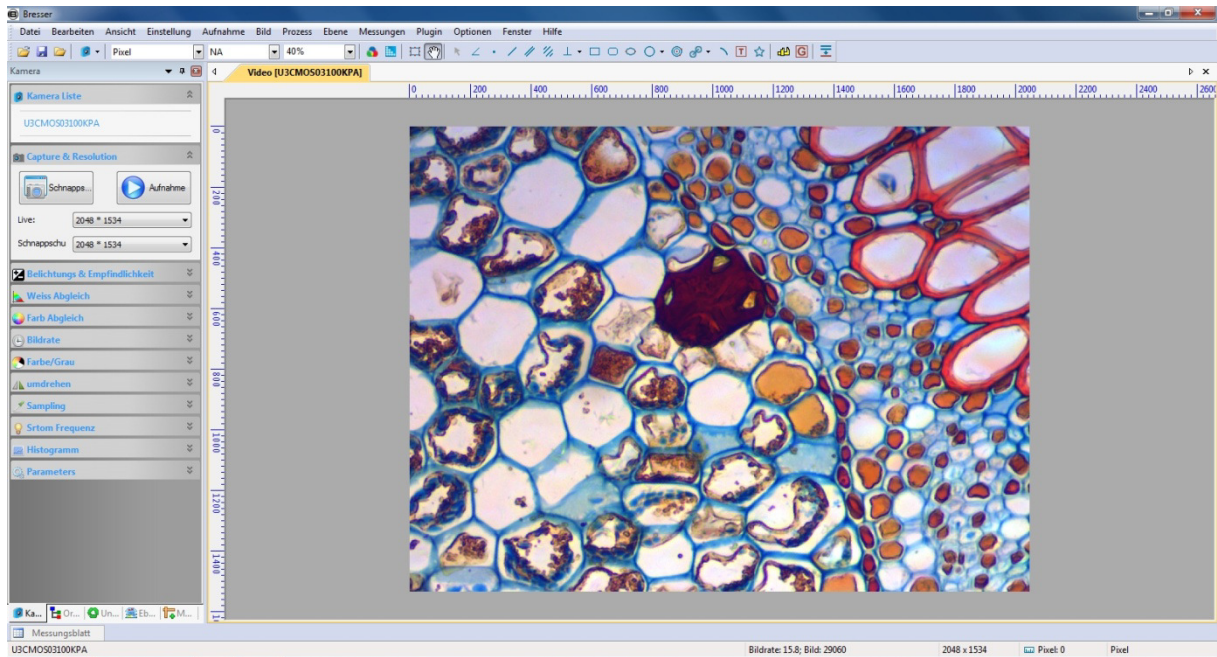 Bresser
Datei Bearbeiten Ansicht Einstellung Aufnahme Bild Prozess Ebene Messungen Plugin Optionen Fenster Hilfe
Pixel NA 40% T G
Kamera
Video [U3CMOS03100KPA]
Kamera Liste
U3CMOS03100KPA
Capture & Resolution
Schnapps... Aufnahme
Live: 2048 * 1534
Schnappschu 2048 * 1534
Belichtungs & Empfindlichkeit
Weiss Abgleich
Farb Abgleich
Bildrate
Farbe/Grau
umdrehen
Sampling
Srtom Frequenz
Histogramm
Parameters
0 200 400 600 800 1000 1200 1400 1600 1800 2000 2200 2400 2600
0
200
400
600
800
1000
1200
1400
Ka... Or... Un... Eb... M...
Messungsblatt
U3CMOS03100KPA Bildrate: 15.8; Bild: 29060 2048 x 1534 Pixel: 0 Pixel